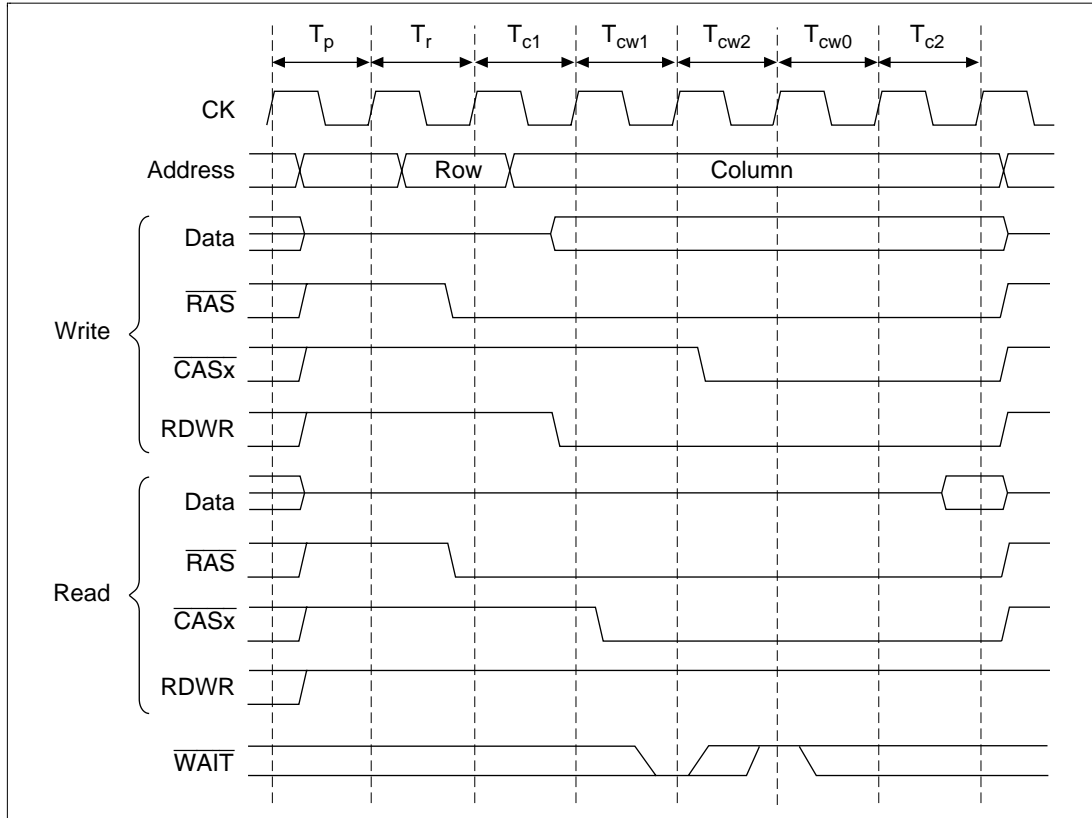 Tp Tr Tc1 Tcw1 Tcw2 Tcw0 Tc2
CK
Address Row Column
Write
Data
RAS
CASx
RDWR
Read
Data
RAS
CASx
RDWR
WAIT